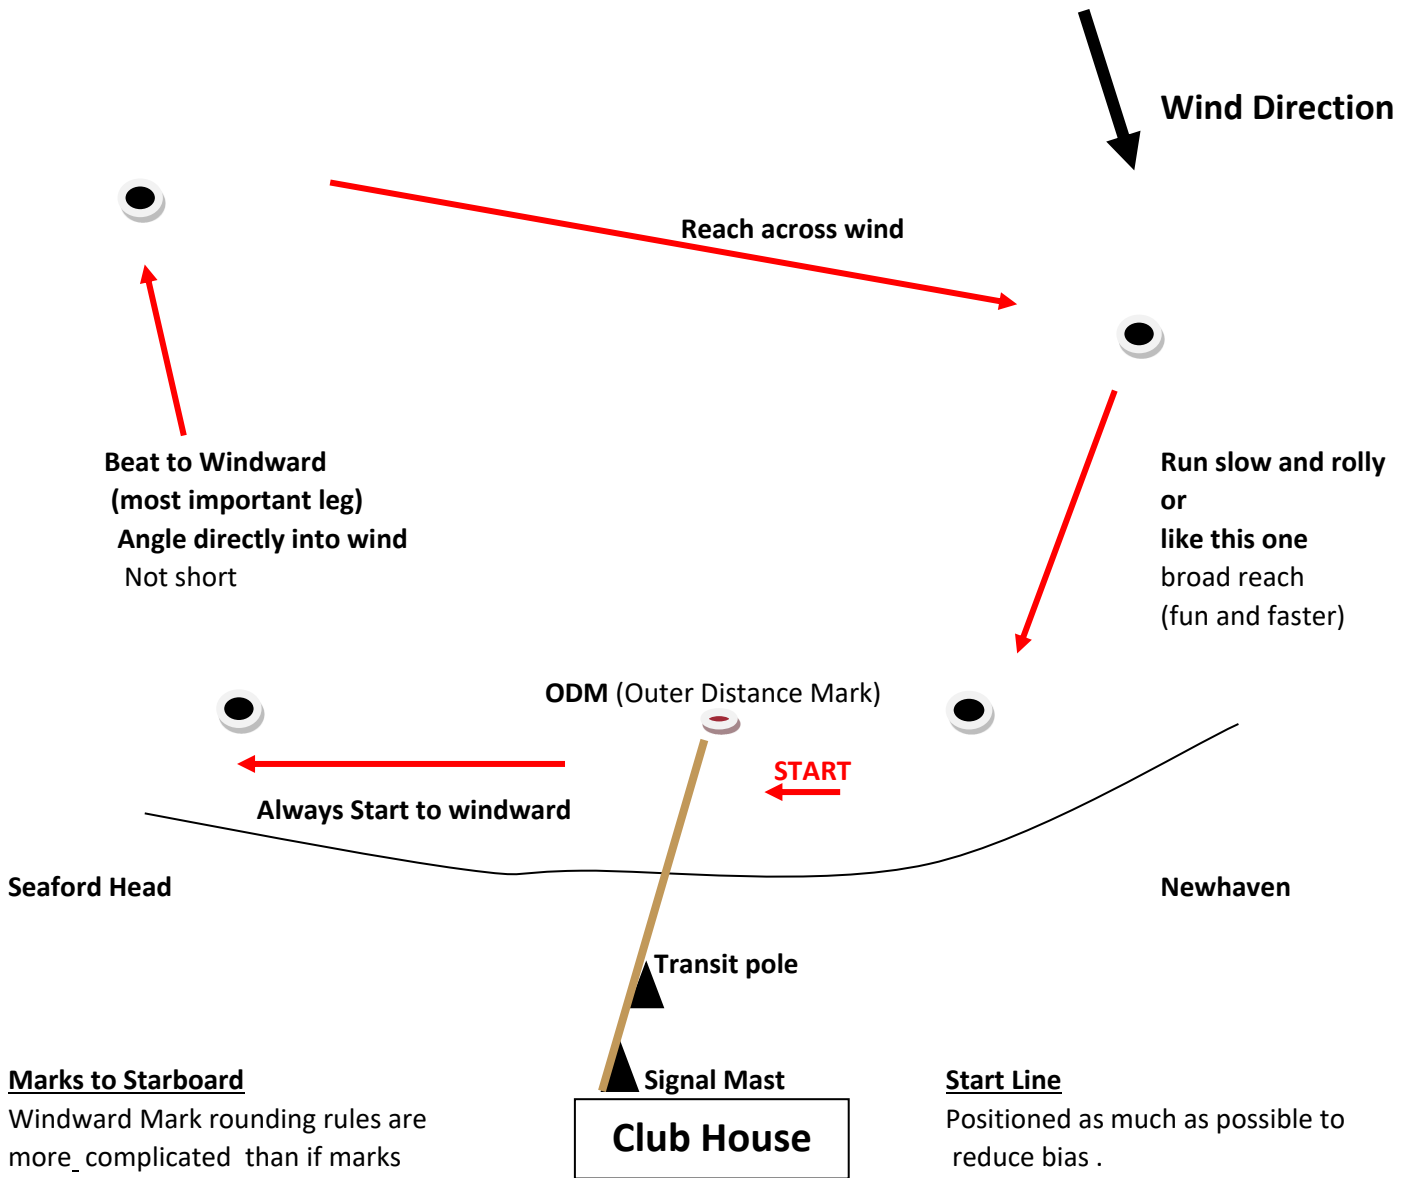 Wind Direction
Reach across wind
Beat to Windward
(most important leg)
Angle directly into wind
Not short
Run slow and rolly
or
like this one
broad reach
(fun and faster)
ODM (Outer Distance Mark)
START
Always Start to windward
Seaford Head
Newhaven
Transit pole
Signal Mast
Club House
Marks to Starboard
Windward Mark rounding rules are
more complicated than if marks
Start Line
Positioned as much as possible to
reduce bias .